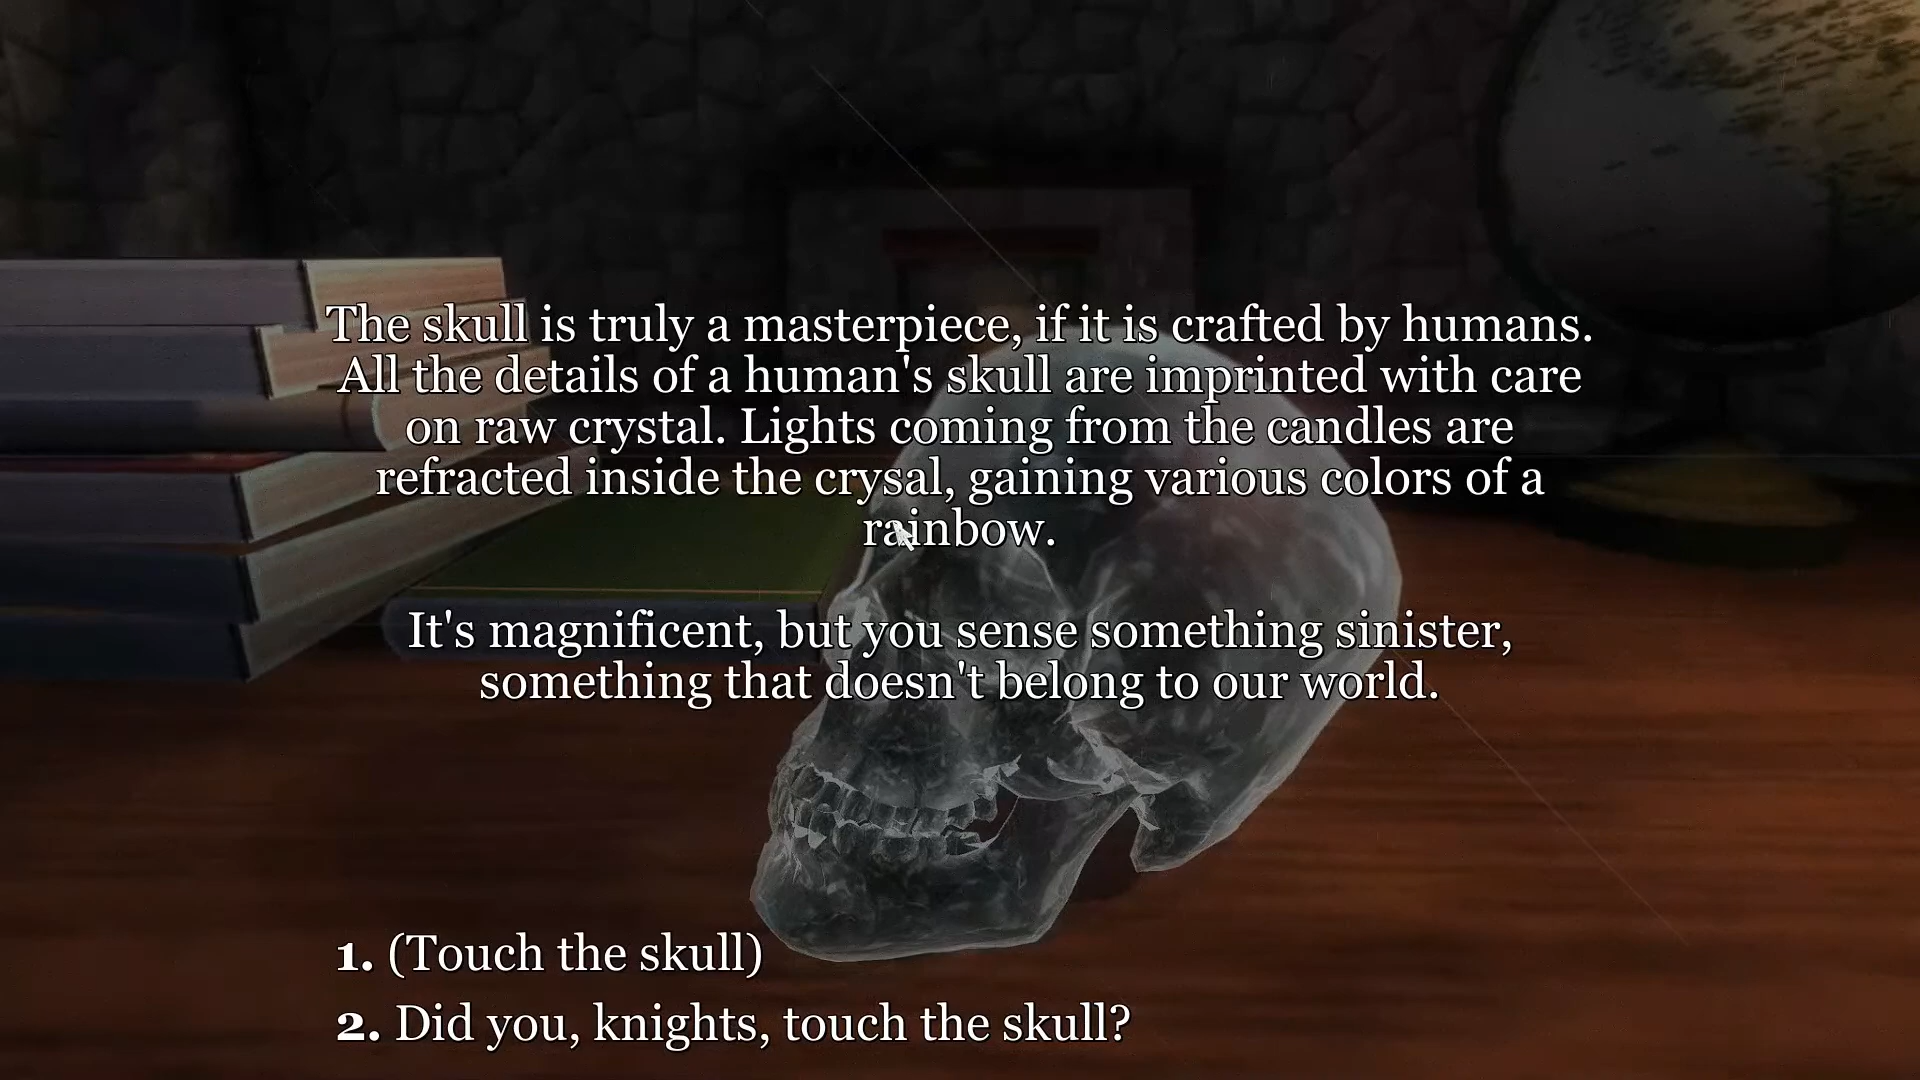 The skull is truly a masterpiece, if it is crafted by humans.
All the details of a human's skull are imprinted with care
on raw crystal. Lights coming from the candles are
refracted inside the crysal, gaining various colors of a
rainbow.
It's magnificent, but you sense something sinister,
something that doesn't belong to our world.
1. (Touch the skull)
2. Did you, knights, touch the skull?